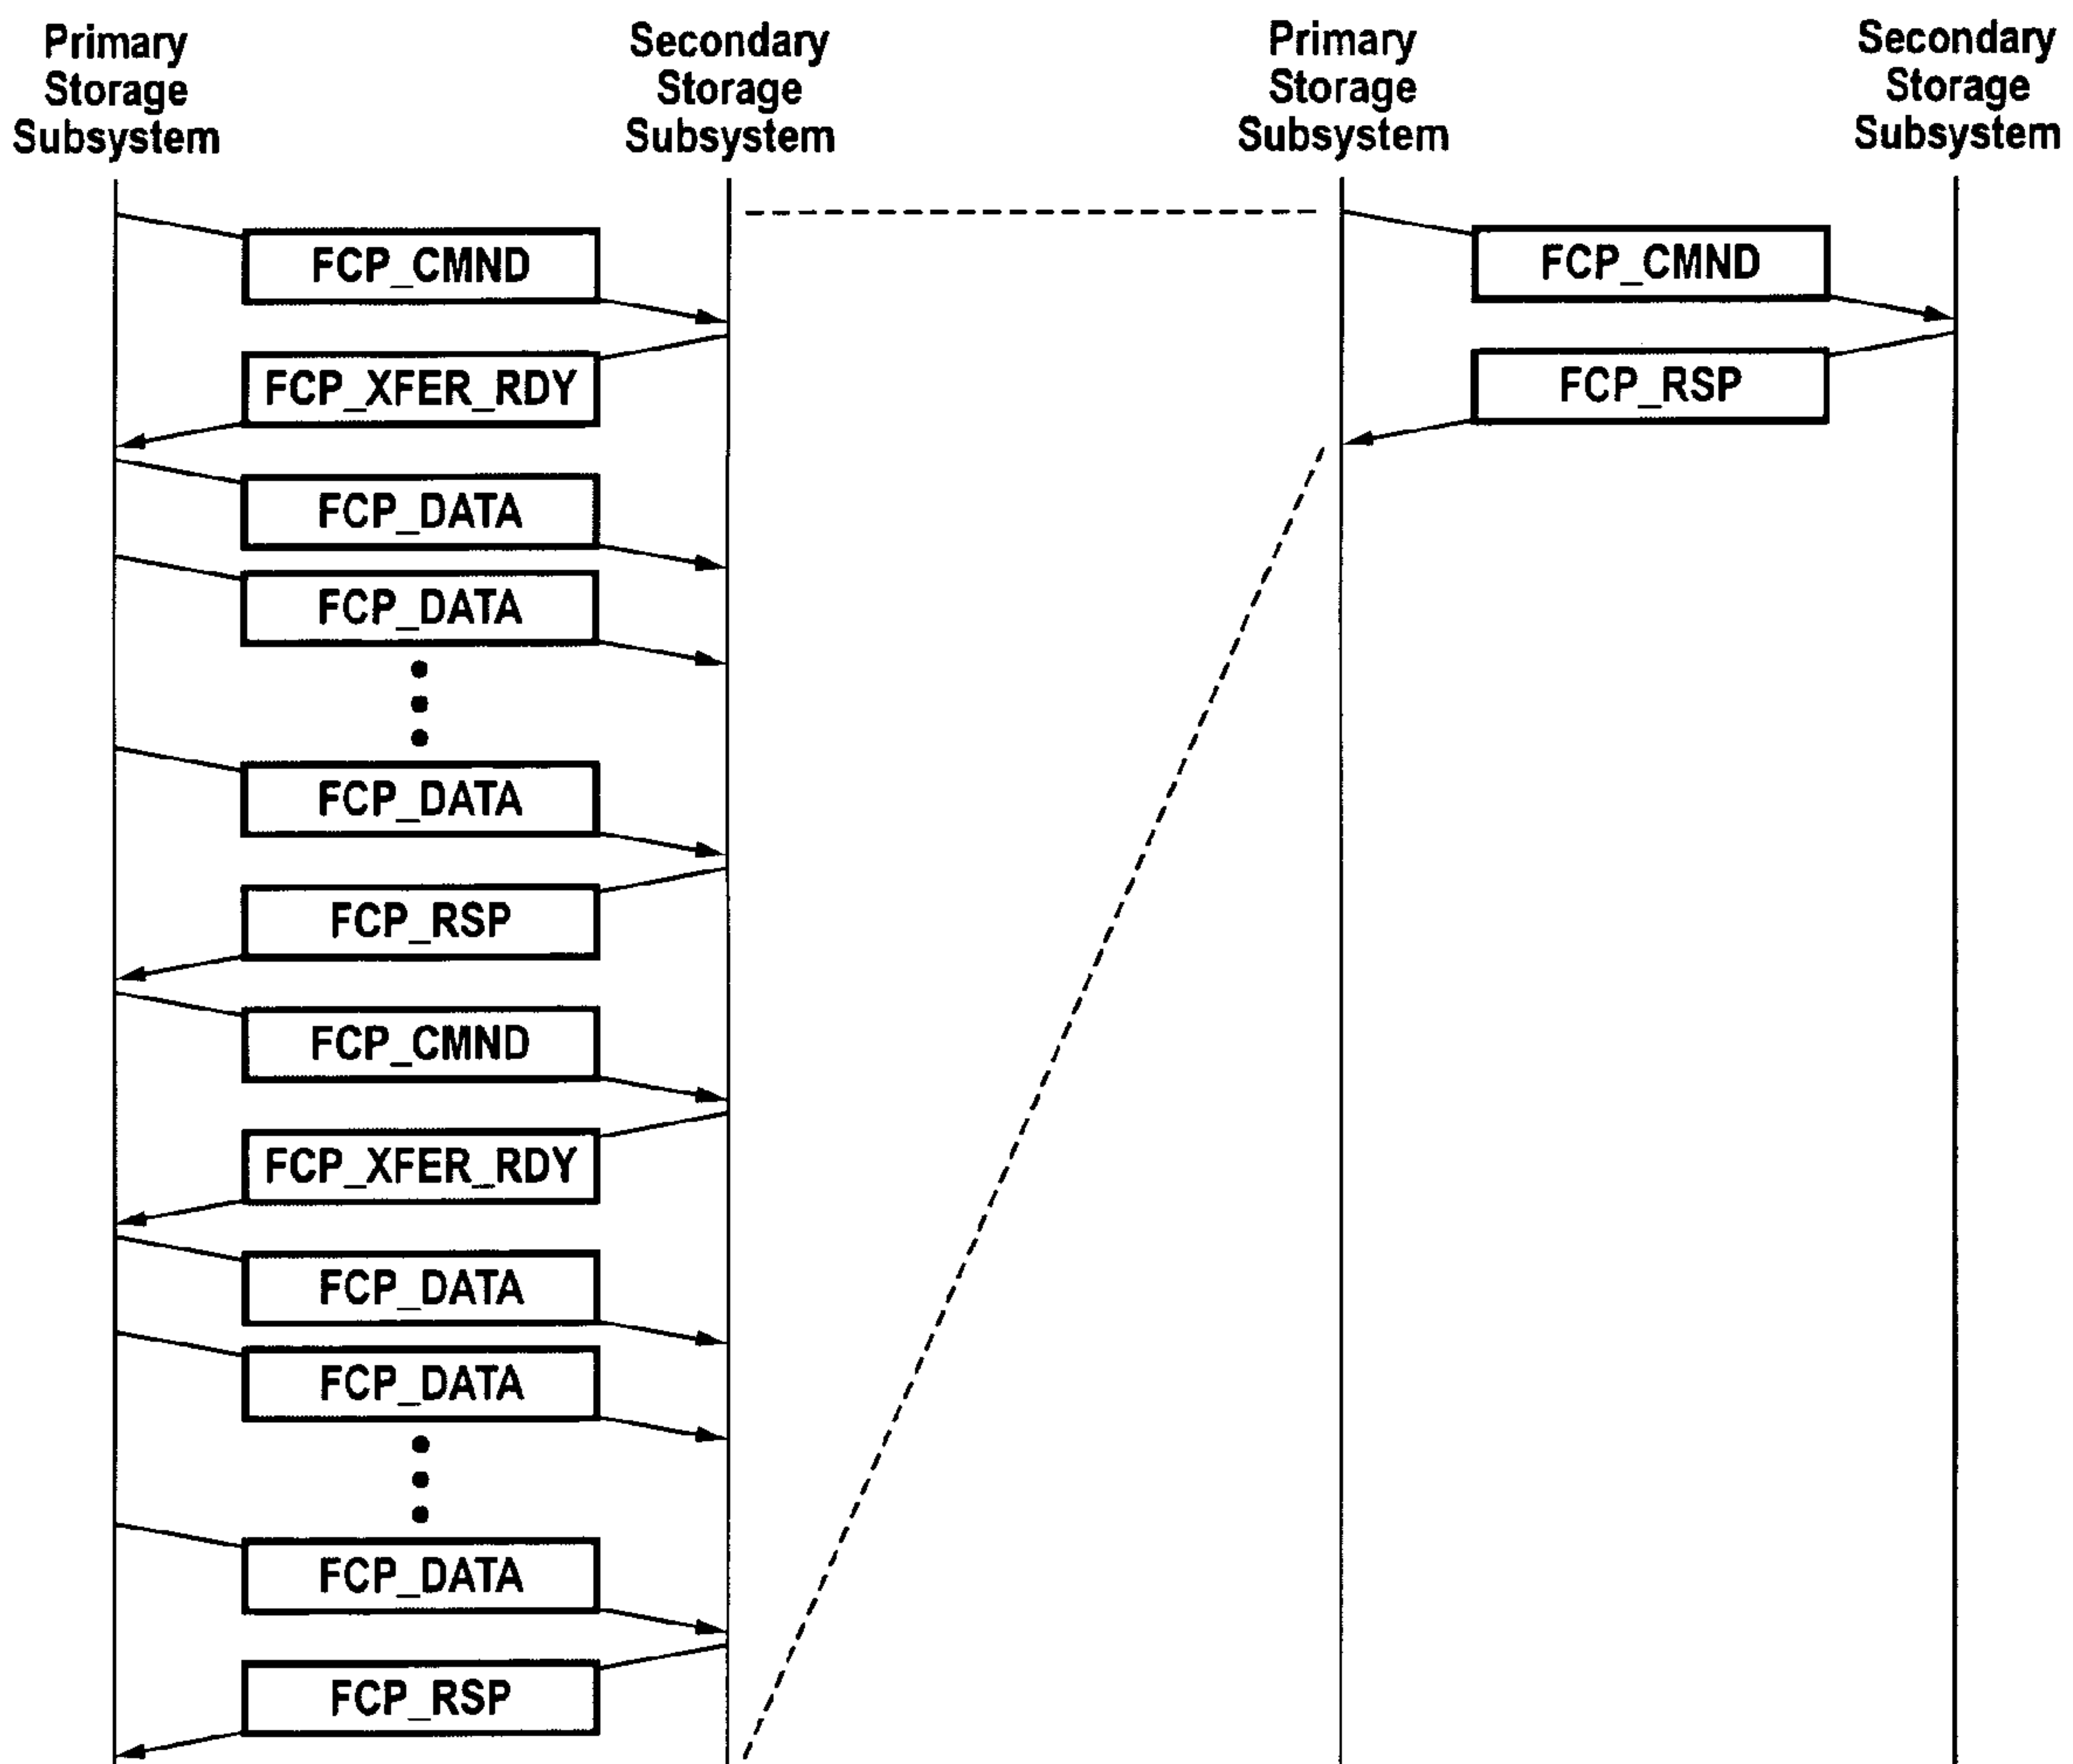 Primary
Storage
Subsystem
Secondary
Storage
Subsystem
Primary
Storage
Subsystem
Secondary
Storage
Subsystem
FCP_CMND
FCP_XFER_RDY
FCP_DATA
FCP_DATA
FCP_DATA
FCP_RSP
FCP_CMND
FCP_XFER_RDY
FCP_DATA
FCP_DATA
FCP_DATA
FCP_RSP
FCP_CMND
FCP_RSP